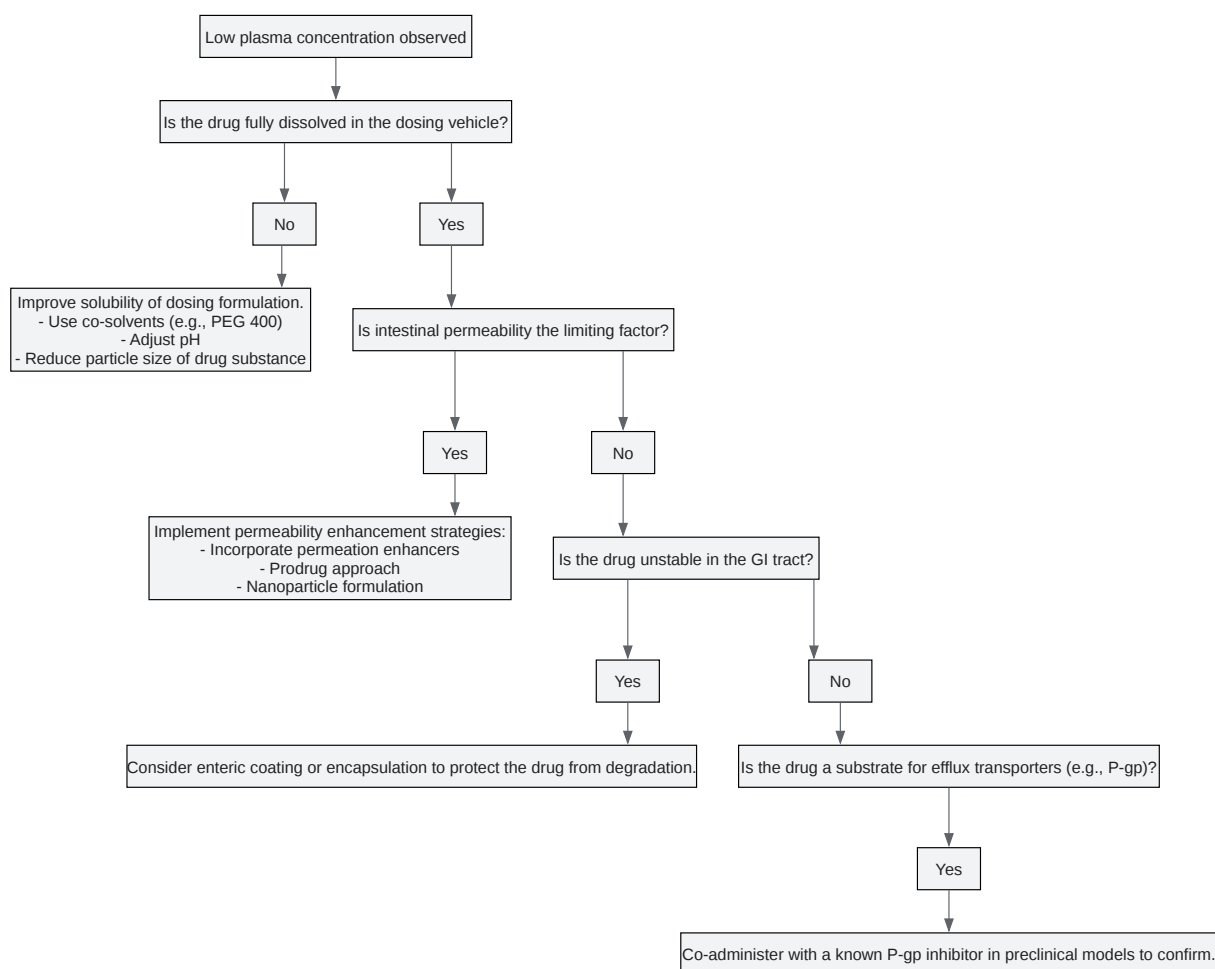 Low plasma concentration observed
Is the drug fully dissolved in the dosing vehicle?
No
Yes
Improve solubility of dosing formulation.
- Use co-solvents (e.g., PEG 400)
- Adjust pH
- Reduce particle size of drug substance
Is intestinal permeability the limiting factor?
Yes
No
Implement permeability enhancement strategies:
- Incorporate permeation enhancers
- Prodrug approach
- Nanoparticle formulation
Is the drug unstable in the GI tract?
Yes
No
Consider enteric coating or encapsulation to protect the drug from degradation.
Is the drug a substrate for efflux transporters (e.g., P-gp)?
Yes
Co-administer with a known P-gp inhibitor in preclinical models to confirm.